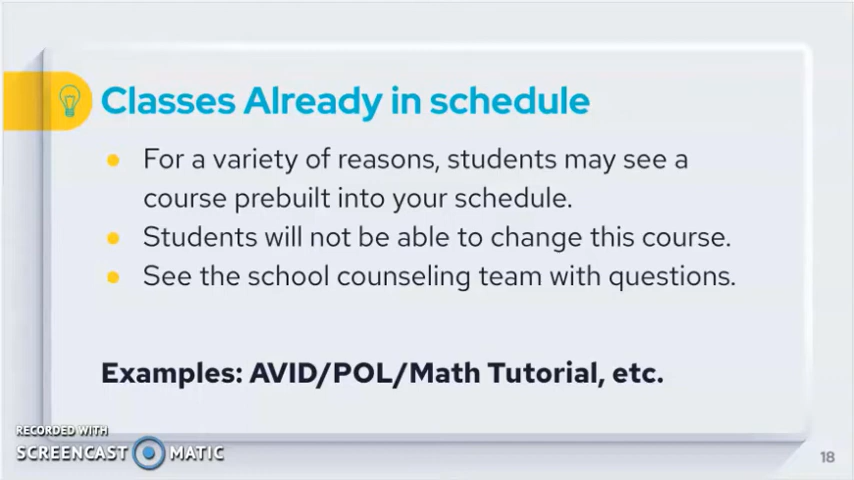 Classes Already in schedule
For a variety of reasons, students may see a
course prebuilt into your schedule.
Students will not be able to change this course.
See the school counseling team with questions.
Examples: AVID/POL/Math Tutorial, etc.
RECORDED WITH
SCREENCAST MATIC
18